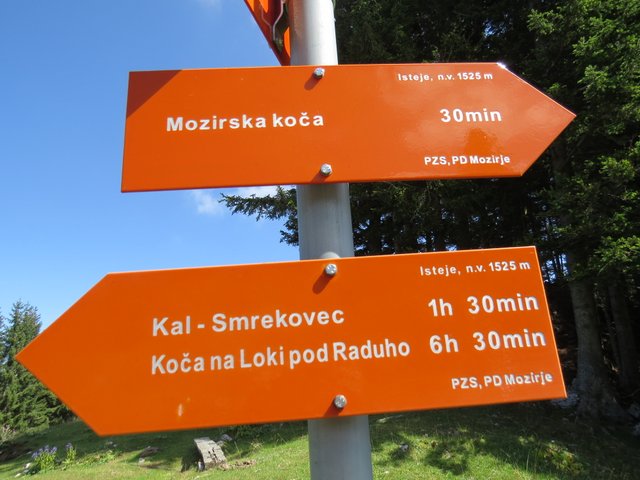 Isteje, n.v. 1525 m
Mozirska koča 30min
PZS, PD Mozirje
Isteje, n.v. 1525 m
Kal - Smrekovec 1h 30min
Koča na Loki pod Raduho 6h 30min
PZS, PD Mozirje